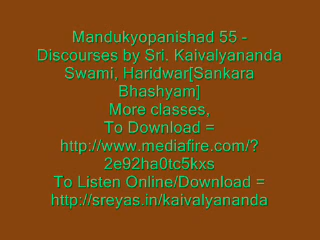 Mandukyopanishad 55 -
Discourses by Sri. Kaivalyananda
Swami, Haridwar[Sankara
Bhashyam]
More classes,
To Download =
http://www.mediafire.com/?
2e92ha0tc5kxs
To Listen Online/Download =
http://sreyas.in/kaivalyananda